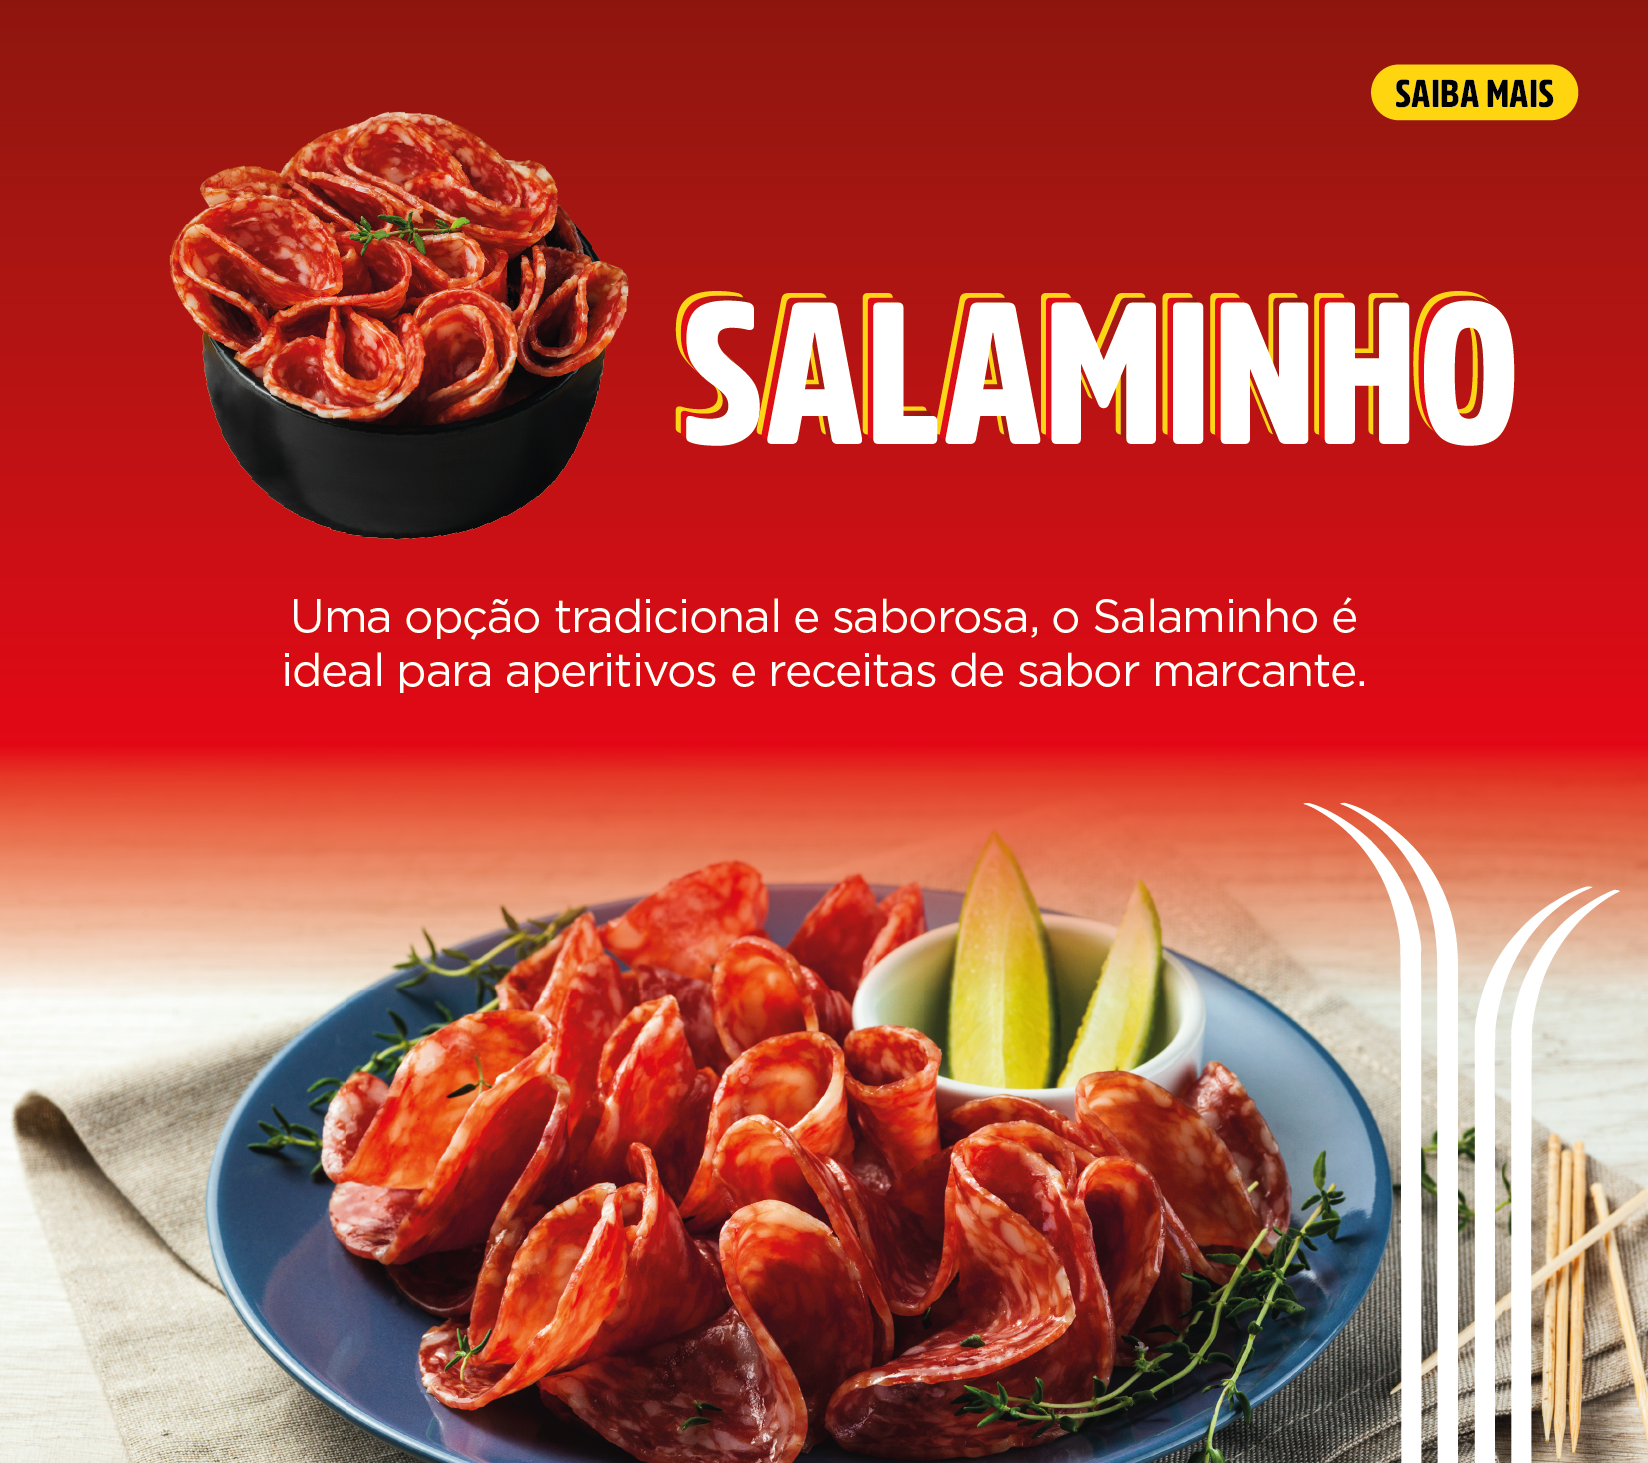 SAIBA MAIS
SALAMINHO
Uma opção tradicional e saborosa, o Salaminho é
ideal para aperitivos e receitas de sabor marcante.